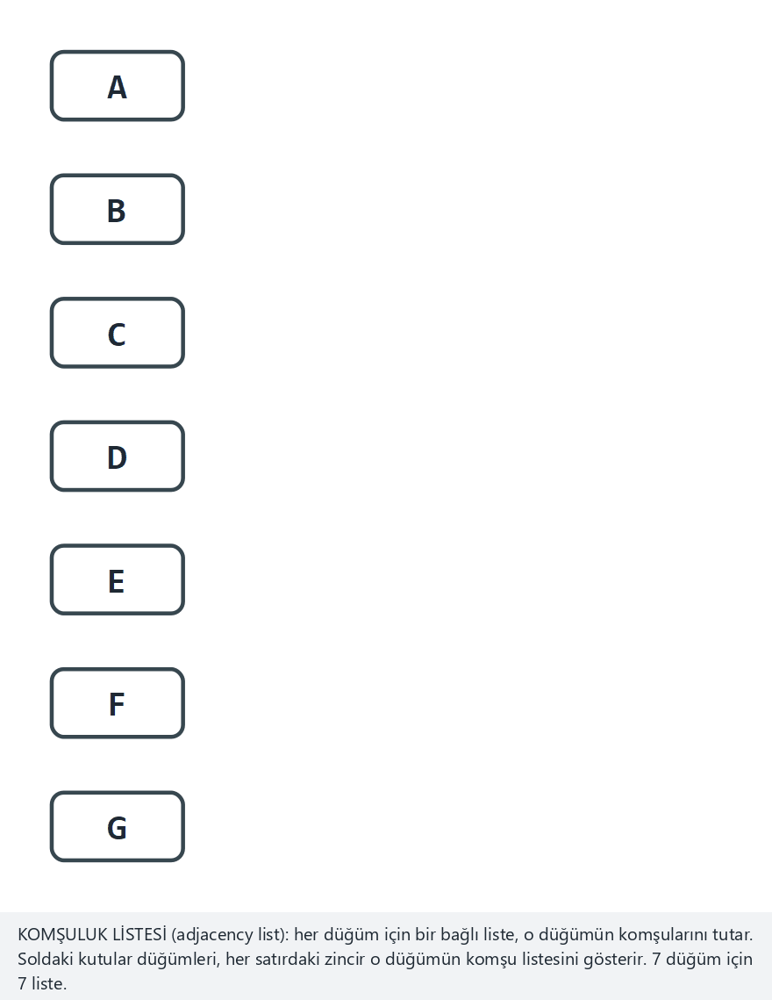 A
B
C
D
E
F
G
KOMŞULUK LİSTESİ (adjacency list): her düğüm için bir bağlı liste, o düğümün komşularını tutar.
Soldaki kutular düğümleri, her satırdaki zincir o düğümün komşu listesini gösterir. 7 düğüm için
7 liste.